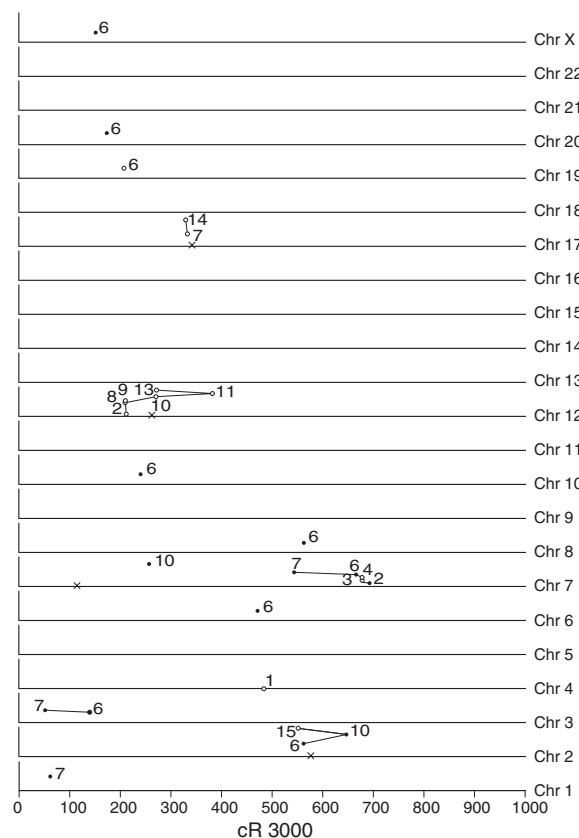 6
Chr X
Chr 22
Chr 21
6
Chr 20
6
Chr 19
Chr 18
14
7
Chr 17
Chr 16
Chr 15
Chr 14
Chr 13
9 13 11
8
2 10
Chr 12
Chr 11
6
Chr 10
Chr 9
6
Chr 8
10 7 6 4
3 2
Chr 7
6
Chr 6
Chr 5
1
Chr 4
7 6
Chr 3
15 10
6
Chr 2
7
Chr 1
0 100 200 300 400 500 600 700 800 900 1000
cR 3000